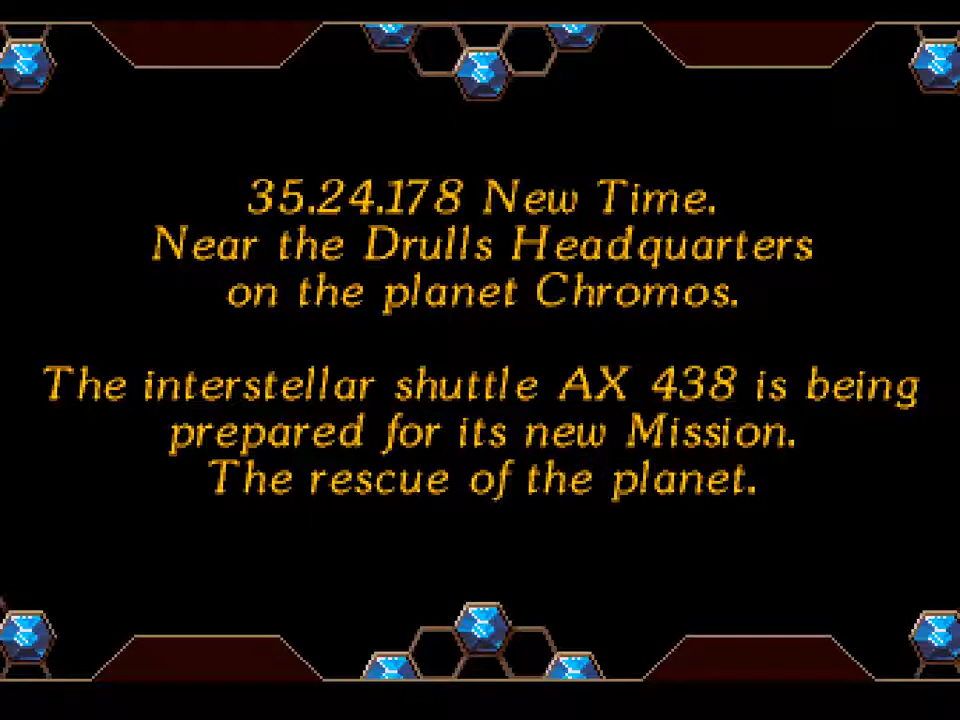 35.24.178 New Time.
Near the Drulls Headquarters
on the planet Chromos.
The interstellar shuttle AX 438 is being
prepared for its new Mission.
The rescue of the planet.